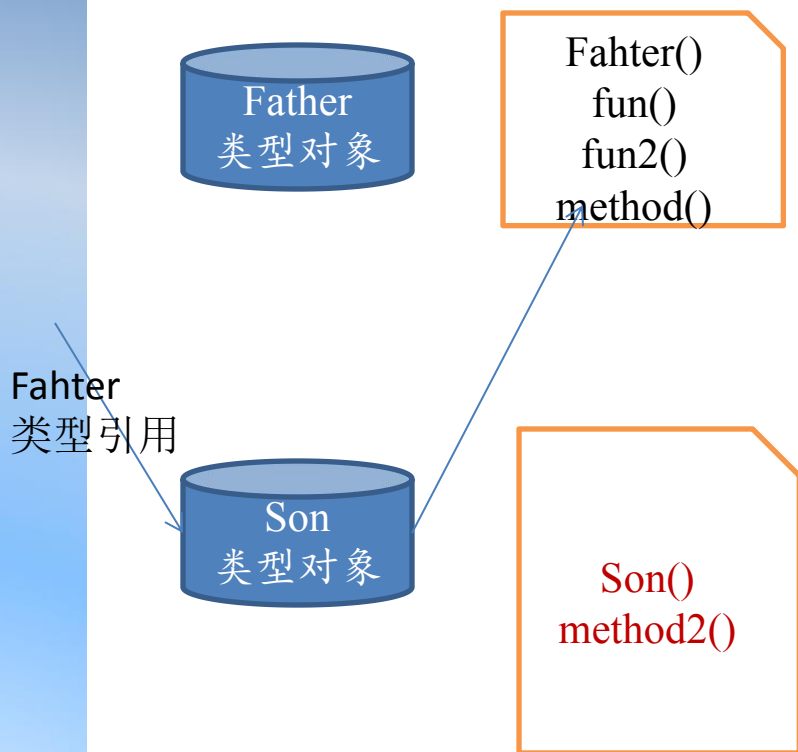 Father
类型对象
Fahter()
fun()
fun2()
method()
Fahter
类型引用
Son
类型对象
Son()
method2()